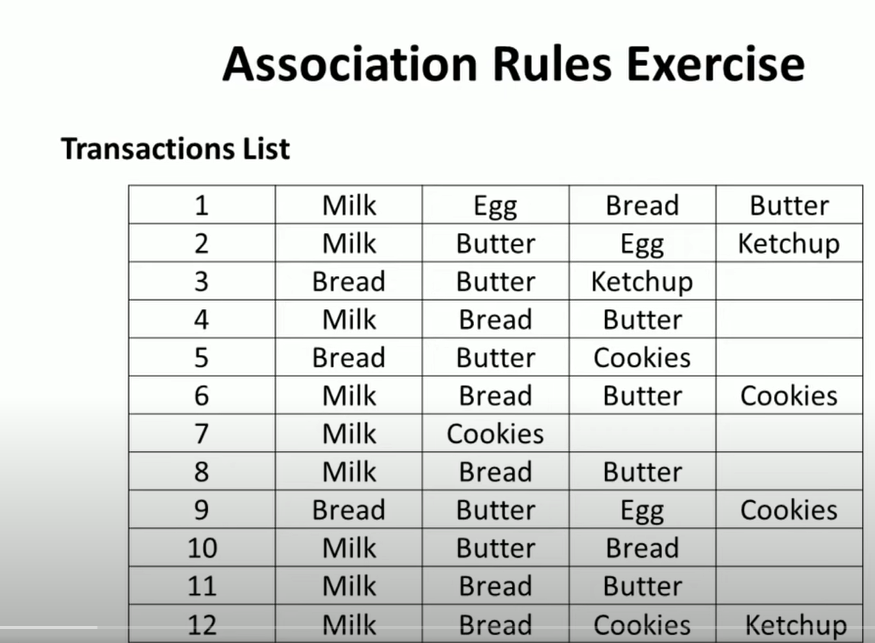 Association Rules Exercise
Transactions List
1 Milk Egg Bread Butter
2 Milk Butter Egg Ketchup
3 Bread Butter Ketchup
4 Milk Bread Butter
5 Bread Butter Cookies
6 Milk Bread Butter Cookies
7 Milk Cookies
8 Milk Bread Butter
9 Bread Butter Egg Cookies
10 Milk Butter Bread
11 Milk Bread Butter
12 Milk Bread Cookies Ketchup